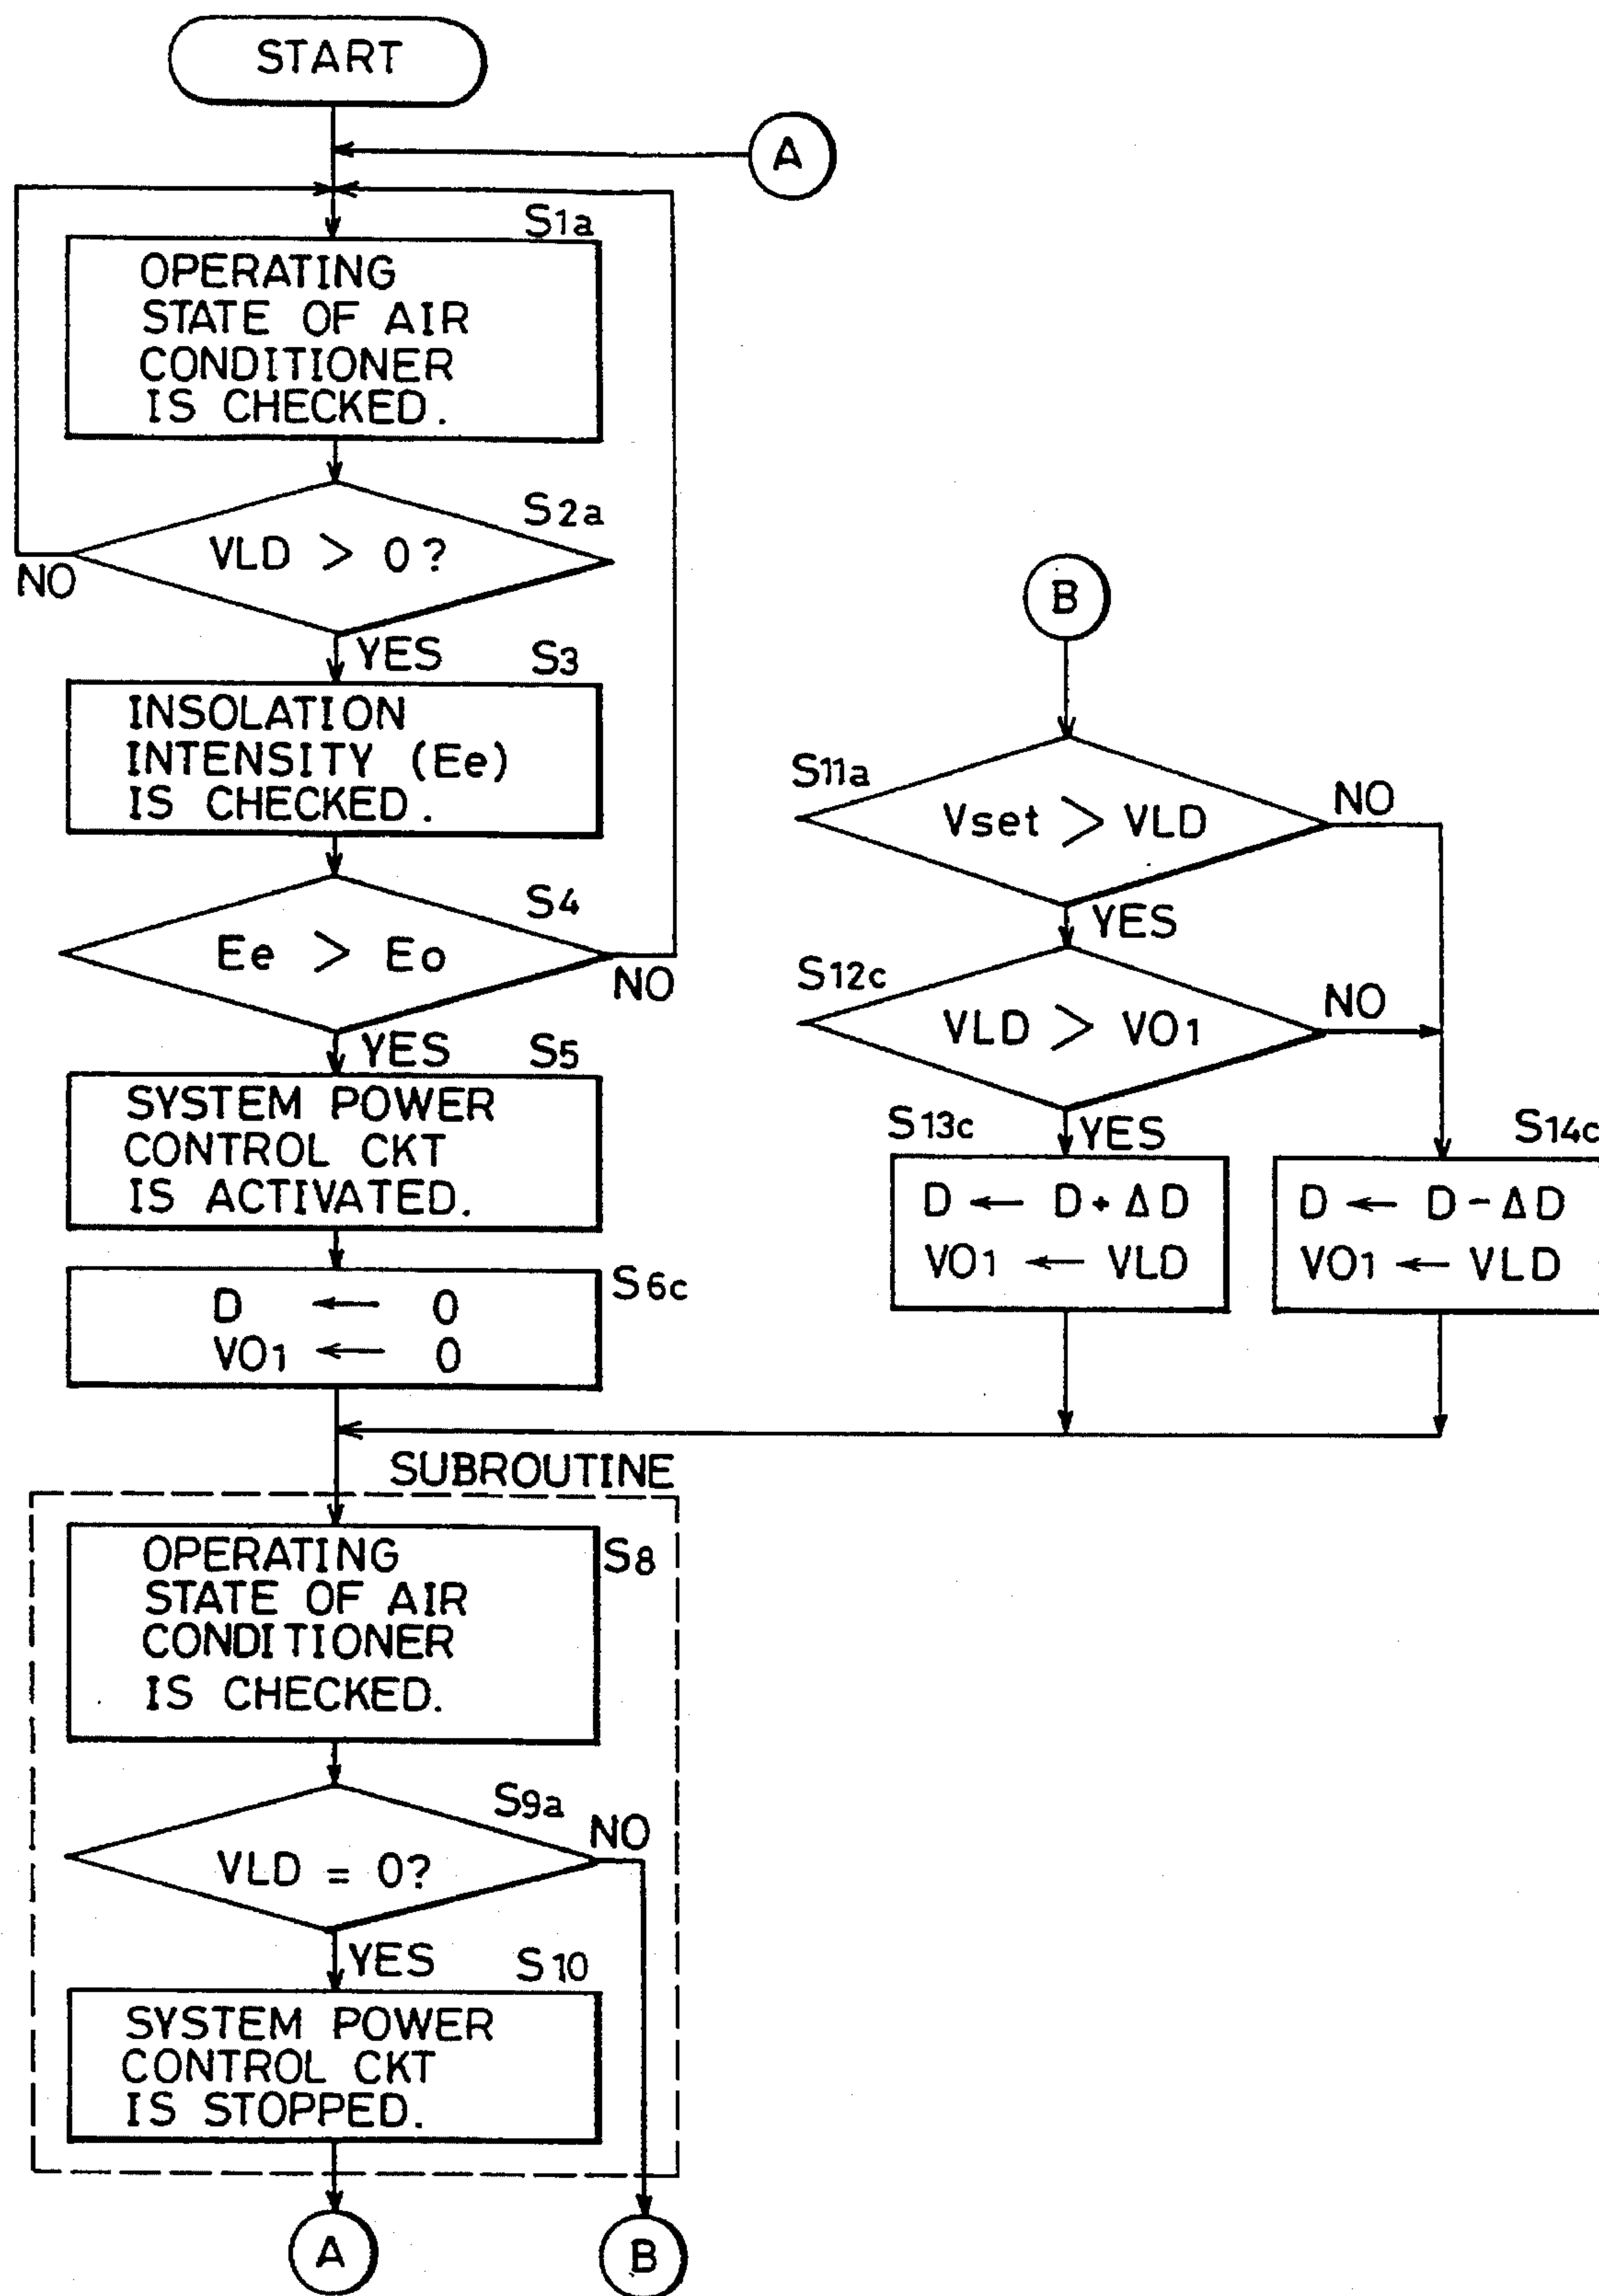 START
A
S1a
OPERATING
STATE OF AIR
CONDITIONER
IS CHECKED.
S2a
VLD > 0?
NO
YES
S3
INSOLATION
INTENSITY (Ee)
IS CHECKED.
S4
Ee > Eo
NO
YES
S5
SYSTEM POWER
CONTROL CKT
IS ACTIVATED.
S6c
D ← 0
VO1 ← 0
SUBROUTINE
OPERATING
STATE OF AIR
CONDITIONER
IS CHECKED.
S8
S9a
VLD = 0?
NO
YES
S10
SYSTEM POWER
CONTROL CKT
IS STOPPED.
A
B
B
S11a
Vset > VLD
NO
YES
S12c
VLD > VO1
NO
YES
S13c
D ← D + ΔD
VO1 ← VLD
S14c
D ← D - ΔD
VO1 ← VLD